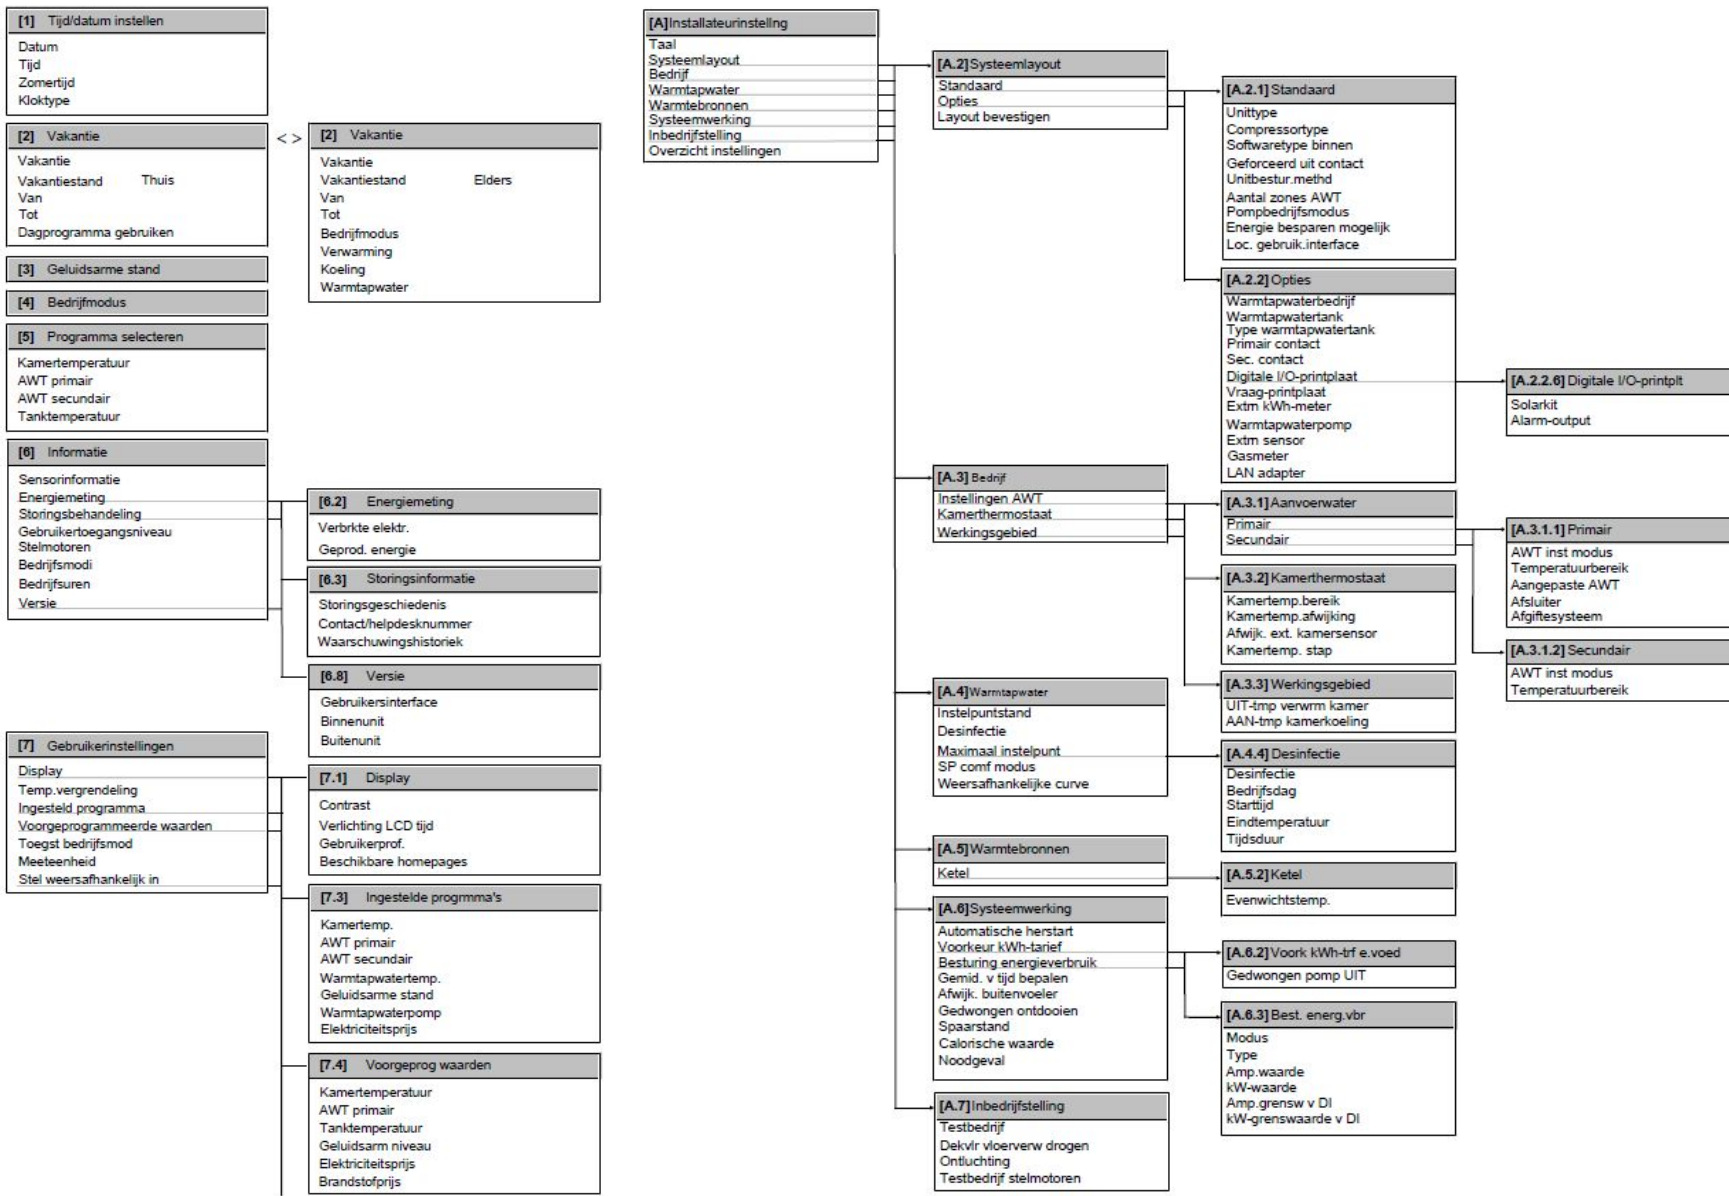 [1] Tijd/datum instellen
Datum
Tijd
Zomertijd
Kloktype
[2] Vakantie
Vakantie
Vakantiestand Thuis
Van
Tot
Dagprogramma gebruiken
< >
[2] Vakantie
Vakantie
Vakantiestand Elders
Van
Tot
Bedrijfmodus
Verwarming
Koeling
Warmtapwater
[3] Geluidsarme stand
[4] Bedrijfmodus
[5] Programma selecteren
Kamertemperatuur
AWT primair
AWT secundair
Tanktemperatuur
[6] Informatie
Sensorinformatie
Energiemeting
Storingsbehandeling
Gebruikertoegangsniveau
Stelmotoren
Bedrijfsmodi
Bedrijfsuren
Versie
[6.2] Energiemeting
Verbrkte elektr.
Geprod. energie
[6.3] Storingsinformatie
Storingsgeschiedenis
Contact/helpdesknummer
Waarschuwingshistoriek
[6.8] Versie
Gebruikersinterface
Binnenunit
Buitenunit
[7] Gebruikerinstellingen
Display
Temp.vergrendeling
Ingesteld programma
Voorgeprogrammeerde waarden
Toegst bedrijfsmod
Meeteenheid
Stel weersafhankelijk in
[7.1] Display
Contrast
Verlichting LCD tijd
Gebruikerprof.
Beschikbare homepages
[7.3] Ingestelde progrmma's
Kamertemp.
AWT primair
AWT secundair
Warmtapwatertemp.
Geluidsarme stand
Warmtapwaterpomp
Elektriciteitsprijs
[7.4] Voorgeprog waarden
Kamertemperatuur
AWT primair
Tanktemperatuur
Geluidsarm niveau
Elektriciteitsprijs
Brandstofprijs
[A]Installateurinstellng
Taal
Systeemlayout
Bedrijf
Warmtapwater
Warmtebronnen
Systeemwerking
Inbedrijfstelling
Overzicht instellingen
[A.2]Systeemlayout
Standaard
Opties
Layout bevestigen
[A.2.1] Standaard
Unittype
Compressortype
Softwaretype binnen
Geforceerd uit contact
Unitbestur.methd
Aantal zones AWT
Pompbedrijfsmodus
Energie besparen mogelijk
Loc. gebruik.interface
[A.2.2] Opties
Warmtapwaterbedrijf
Warmtapwatertank
Type warmtapwatertank
Primair contact
Sec. contact
Digitale I/O-printplaat
Vraag-printplaat
Extrn kWh-meter
Warmtapwaterpomp
Extrn sensor
Gasmeter
LAN adapter
[A.2.2.6] Digitale I/O-printplt
Solarkit
Alarm-output
[A.3] Bedrijf
Instellingen AWT
Kamerthermostaat
Werkingsgebied
[A.3.1] Aanvoerwater
Primair
Secundair
[A.3.1.1] Primair
AWT inst modus
Temperatuurbereik
Aangepaste AWT
Afsluiter
Afgiftesysteem
[A.3.1.2] Secundair
AWT inst modus
Temperatuurbereik
[A.3.2] Kamerthermostaat
Kamertemp.bereik
Kamertemp.afwijking
Afwijk. ext. kamersensor
Kamertemp. stap
[A.3.3] Werkingsgebied
UIT-tmp verwrm kamer
AAN-tmp kamerkoeling
[A.4]Warmtapwater
Instelpuntstand
Desinfectie
Maximaal instelpunt
SP comf modus
Weersafhankelijke curve
[A.4.4] Desinfectie
Desinfectie
Bedrijfsdag
Starttijd
Eindtemperatuur
Tijdsduur
[A.5]Warmtebronnen
Ketel
[A.5.2] Ketel
Evenwichtstemp.
[A.6]Systeemwerking
Automatische herstart
Voorkeur kWh-tarief
Besturing energieverbruik
Gemid. v tijd bepalen
Afwijk. buitenvoeler
Gedwongen ontdooien
Spaarstand
Calorische waarde
Noodgeval
[A.6.2] Voork kWh-trf e.voed
Gedwongen pomp UIT
[A.6.3] Best. energ.vbr
Modus
Type
Amp.waarde
kW-waarde
Amp.grensw v DI
kW-grenswaarde v DI
[A.7]Inbedrijfstelling
Testbedrijf
Dekvlr vloerverw drogen
Ontluchting
Testbedrijf stelmotoren